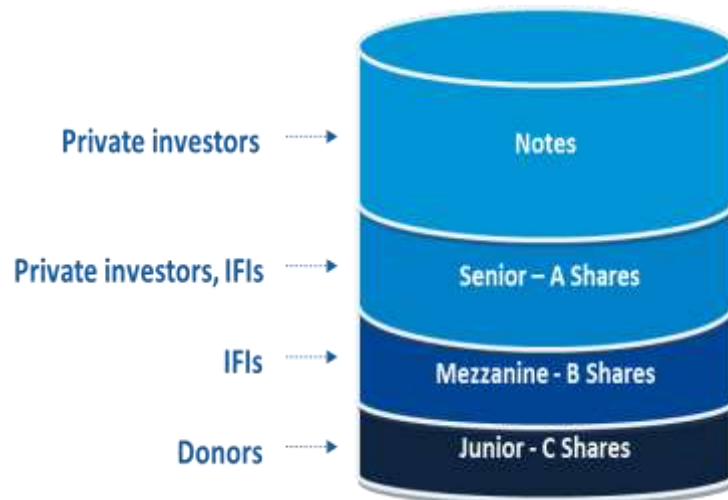 Private investors
Notes
Private investors, IFIs
Senior – A Shares
IFIs
Mezzanine - B Shares
Donors
Junior - C Shares